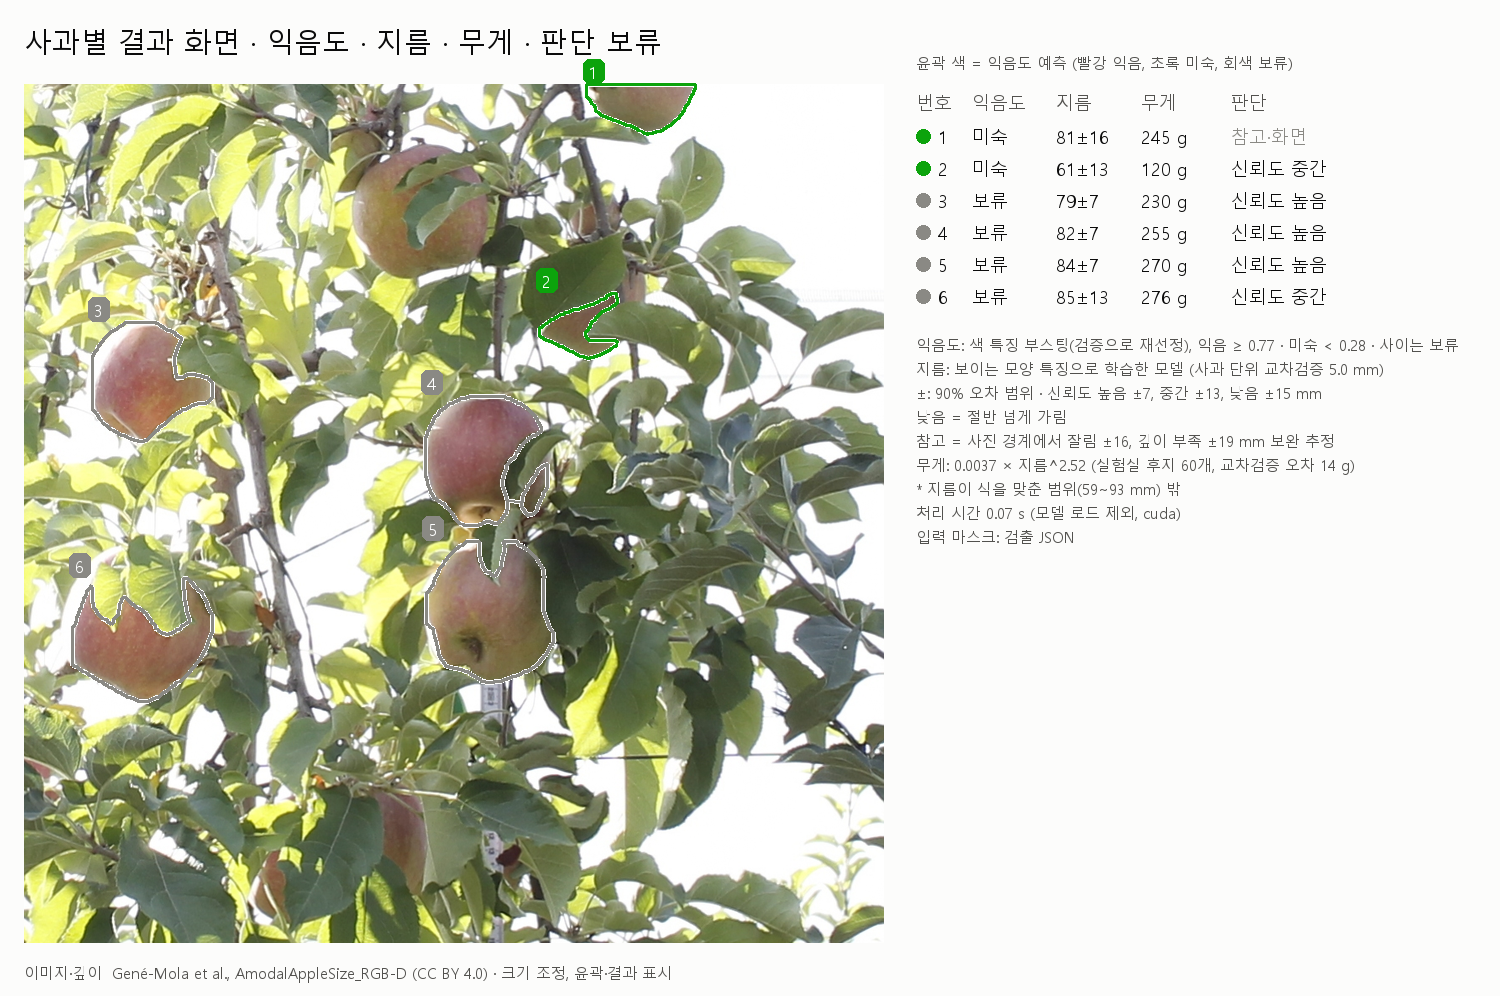 사과별 결과 화면 · 익음도 · 지름 · 무게 · 판단 보류
윤곽 색 = 익음도 예측 (빨강 익음, 초록 미숙, 회색 보류)
번호 익음도 지름 무게 판단
1 미숙 81±16 245 g 참고·화면
2 미숙 61±13 120 g 신뢰도 중간
3 보류 79±7 230 g 신뢰도 높음
4 보류 82±7 255 g 신뢰도 높음
5 보류 84±7 270 g 신뢰도 높음
6 보류 85±13 276 g 신뢰도 중간
익음도: 색 특징 부스팅(검증으로 재선정), 익음 ≥ 0.77 · 미숙 < 0.28 · 사이는 보류
지름: 보이는 모양 특징으로 학습한 모델 (사과 단위 교차검증 5.0 mm)
±: 90% 오차 범위 · 신뢰도 높음 ±7, 중간 ±13, 낮음 ±15 mm
낮음 = 절반 넘게 가림
참고 = 사진 경계에서 잘림 ±16, 깊이 부족 ±19 mm 보완 추정
무게: 0.0037 × 지름^2.52 (실험실 후지 60개, 교차검증 오차 14 g)
* 지름이 식을 맞춘 범위(59~93 mm) 밖
처리 시간 0.07 s (모델 로드 제외, cuda)
입력 마스크: 검출 JSON
1
2
3
4
5
6
이미지·깊이 Gené-Mola et al., AmodalAppleSize_RGB-D (CC BY 4.0) · 크기 조정, 윤곽·결과 표시